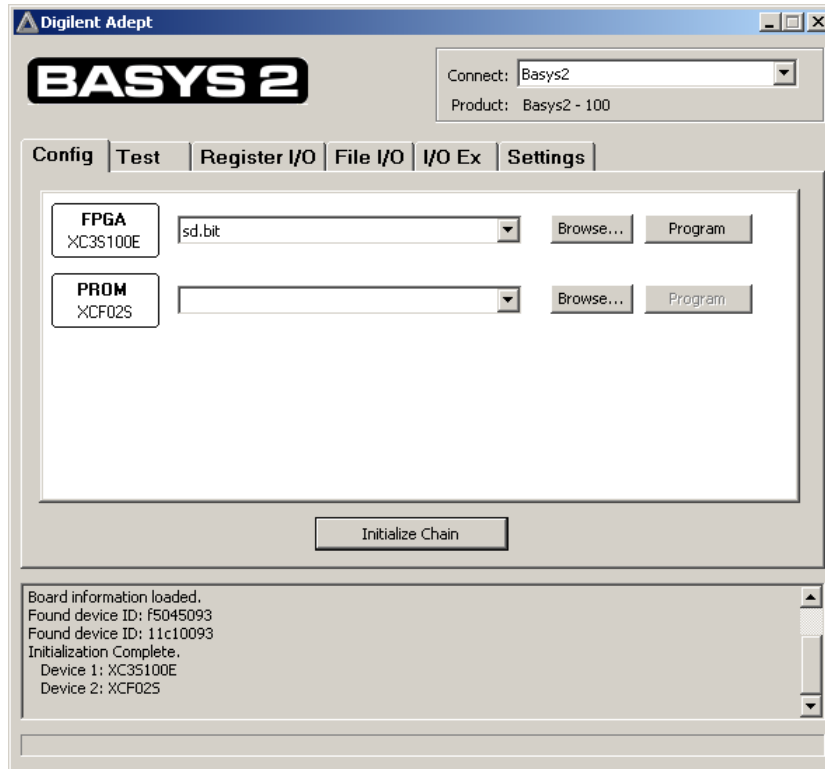 Digilent Adept
BASYS 2
Connect: Basys2
Product: Basys2 - 100
Config Test Register I/O File I/O I/O Ex Settings
FPGA
XC3S100E
sd.bit Browse... Program
PROM
XCF02S
Browse... Program
Initialize Chain
Board information loaded.
Found device ID: f5045093
Found device ID: 11c10093
Initialization Complete.
Device 1: XC3S100E
Device 2: XCF02S